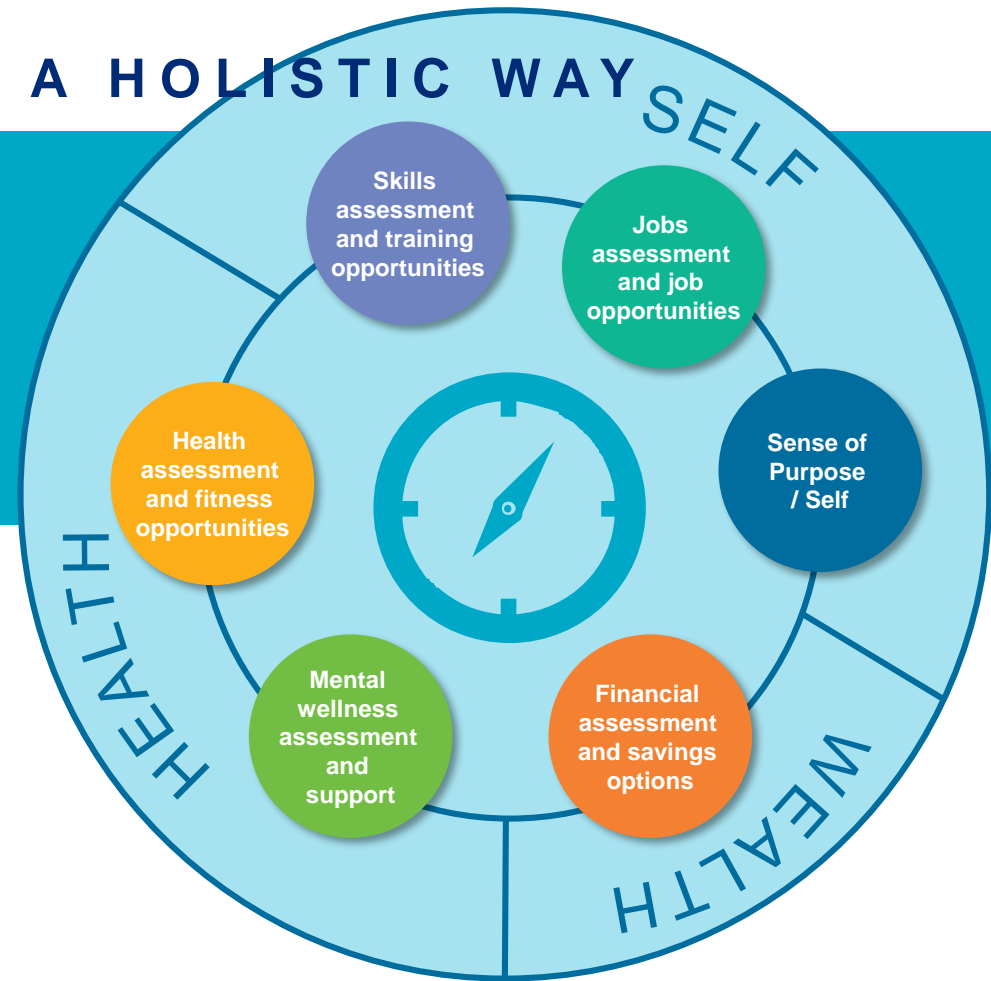 A HOLISTIC WAY
SELF
Skills
assessment
and training
opportunities
Jobs
assessment
and job
opportunities
Health
assessment
and fitness
opportunities
Sense of
Purpose
/ Self
HEALTH
Mental
wellness
assessment
and
support
Financial
assessment
and savings
options
WEALTH